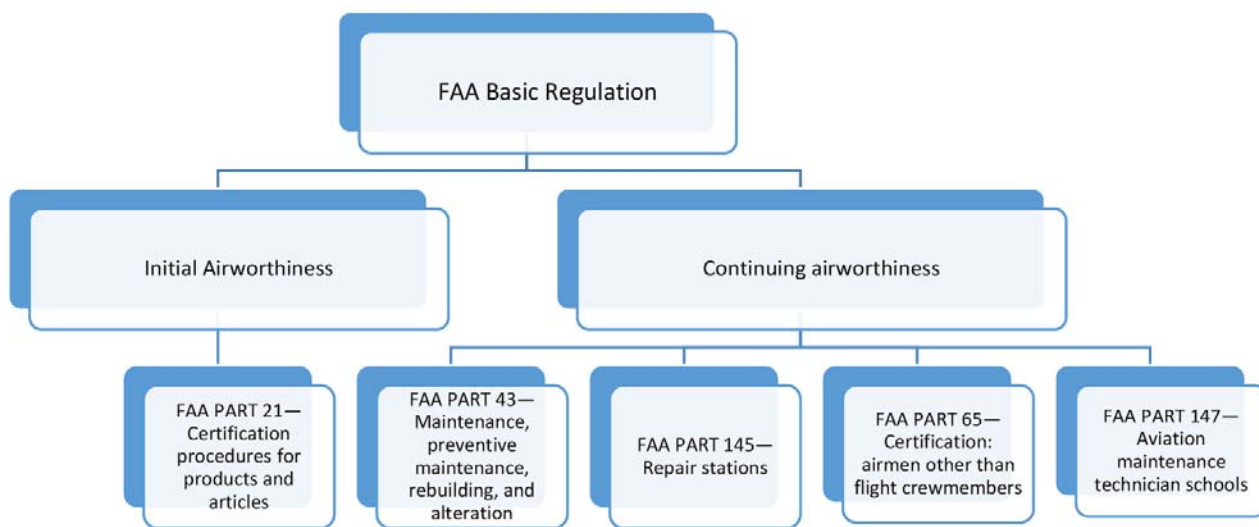 FAA Basic Regulation
Initial Airworthiness
Continuing airworthiness
FAA PART 21—
Certification
procedures for
products and
articles
FAA PART 43—
Maintenance,
preventive
maintenance,
rebuilding, and
alteration
FAA PART 145—
Repair stations
FAA PART 65—
Certification:
airmen other than
flight crewmembers
FAA PART 147—
Aviation
maintenance
technician schools